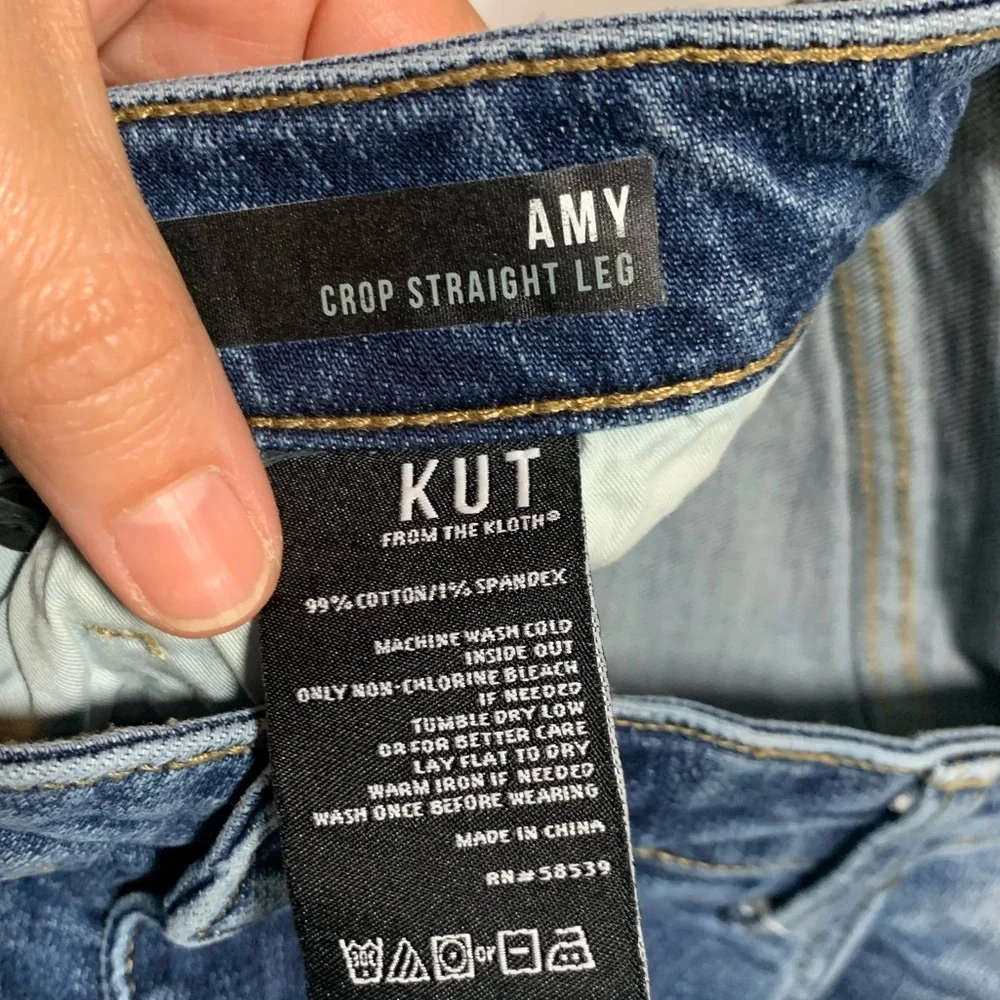 AMY
CROP STRAIGHT LEG
KUT
FROM THE KLOTH®
99% COTTON/1% SPANDEX
MACHINE WASH COLD
INSIDE OUT
ONLY NON-CHLORINE BLEACH
IF NEEDED
TUMBLE DRY LOW
OR FOR BETTER CARE
LAY FLAT TO DRY
WARM IRON IF NEEDED
WASH ONCE BEFORE WEARING
MADE IN CHINA
RN#58539
or